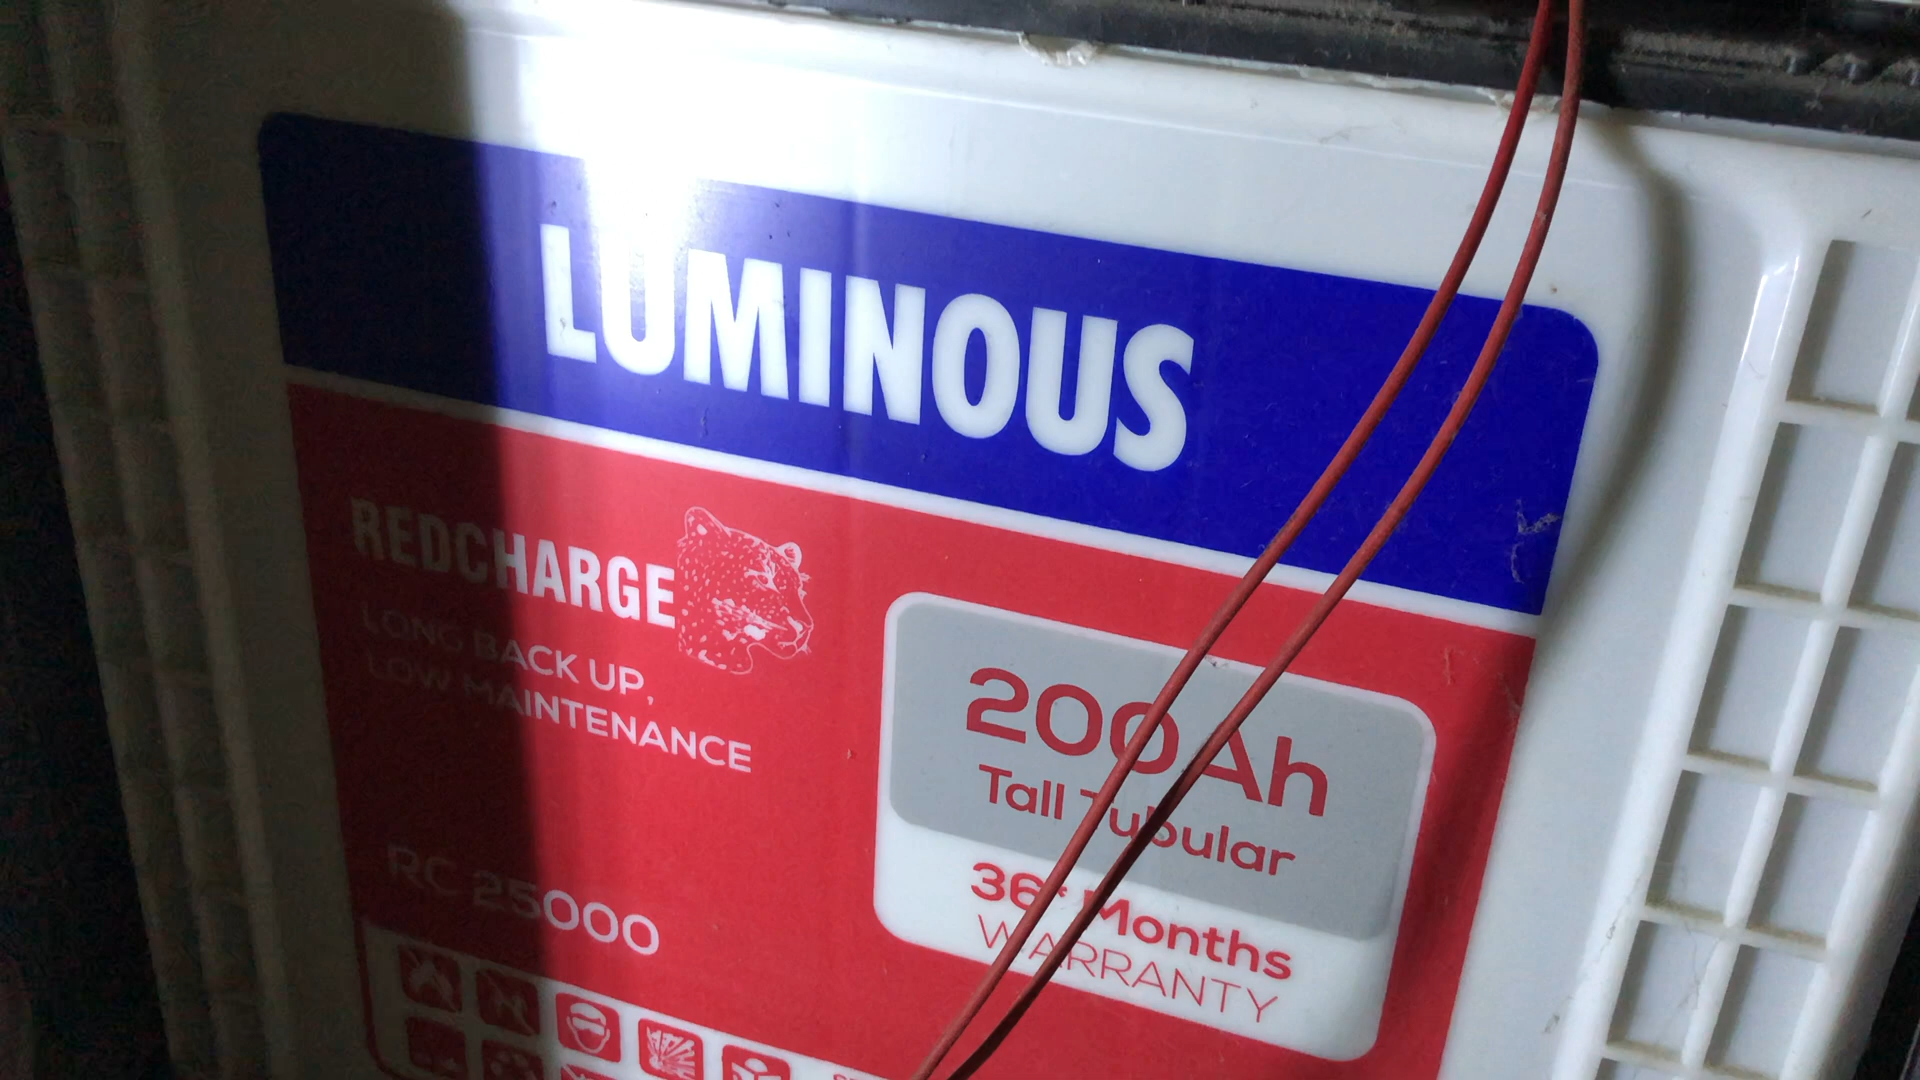 LUMINOUS
REDCHARGE
LONG BACK UP,
LOW MAINTENANCE
RC 25000
200Ah
Tall Tubular
36* Months
WARRANTY